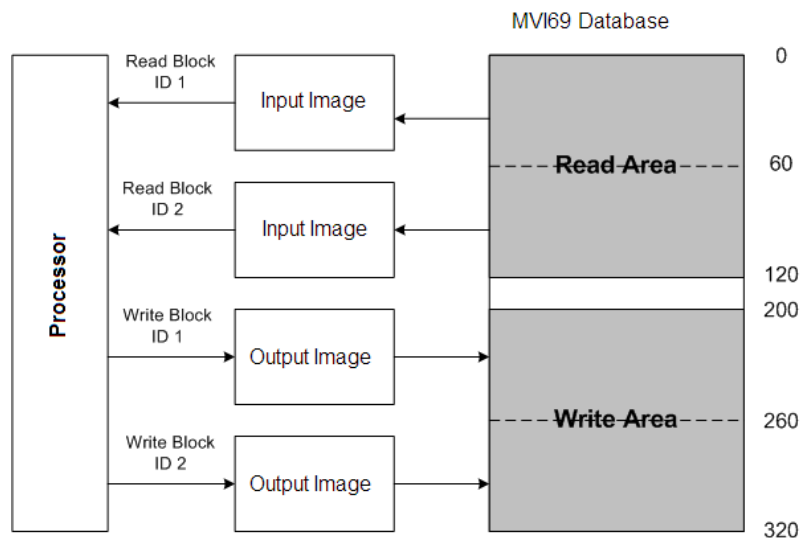 MVI69 Database
0
Read Block
ID 1
Input Image
Read Area
60
Read Block
ID 2
Input Image
120
Processor
200
Write Block
ID 1
Output Image
Write Area
260
Write Block
ID 2
Output Image
320